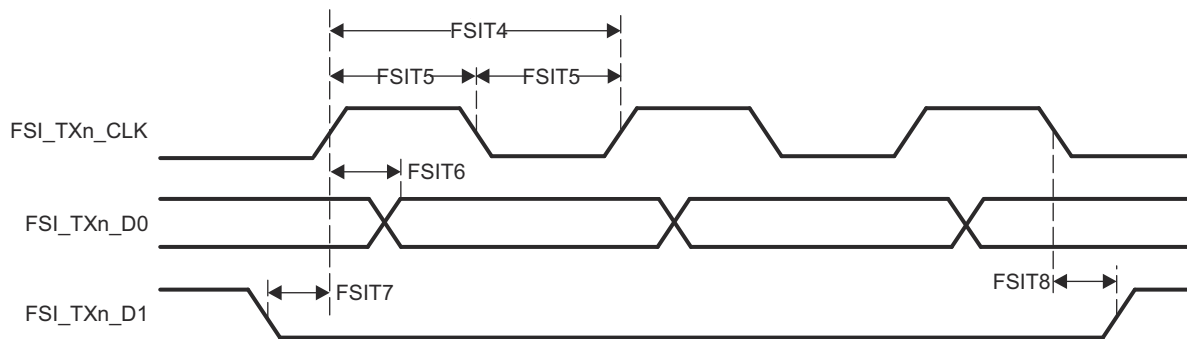 FSIT4
FSIT5 FSIT5
FSI_TXn_CLK
FSIT6
FSI_TXn_D0
FSIT7 FSIT8
FSI_TXn_D1